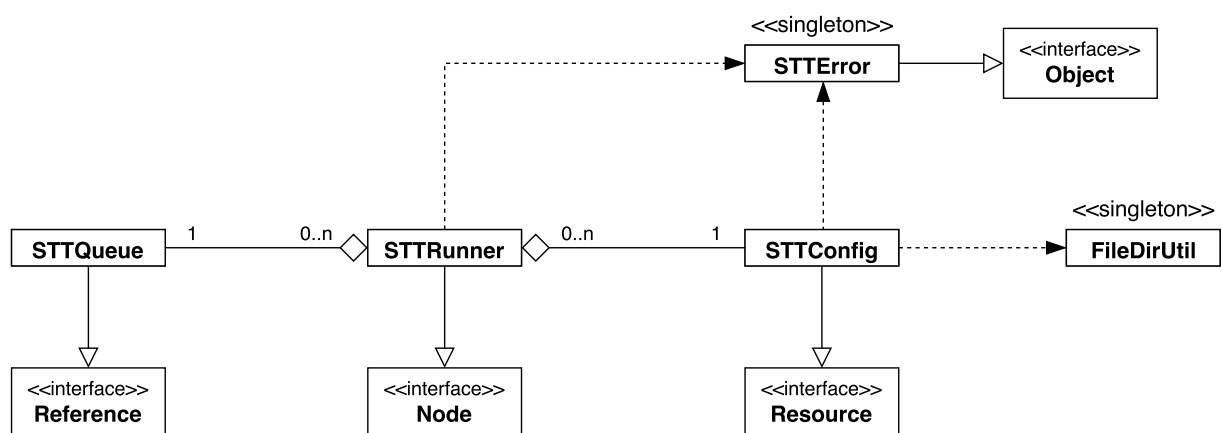 <<singleton>>
STTError
<<interface>>
Object
<<singleton>>
STTQueue
1
0..n
STTRunner
0..n
1
STTConfig
FileDirUtil
<<interface>>
Reference
<<interface>>
Node
<<interface>>
Resource